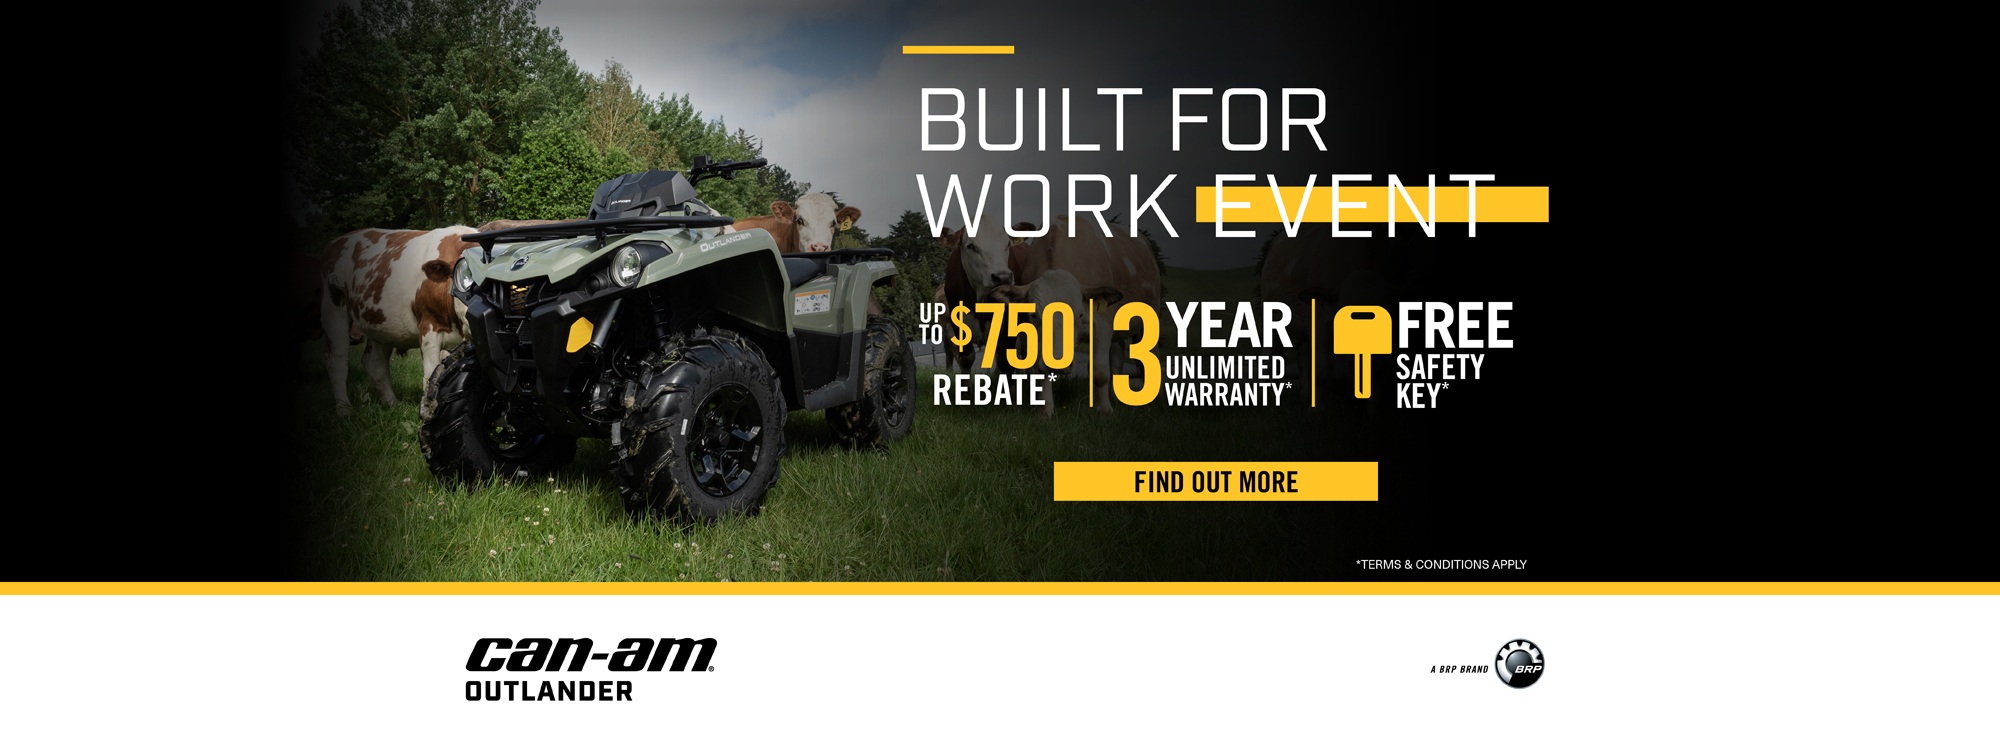 BUILT FOR
WORK EVENT
UP TO $750
REBATE*
3 YEAR
UNLIMITED
WARRANTY*
FREE
SAFETY
KEY*
FIND OUT MORE
*TERMS & CONDITIONS APPLY
OUTLANDER
can-am®
OUTLANDER
A BRP BRAND
BRP